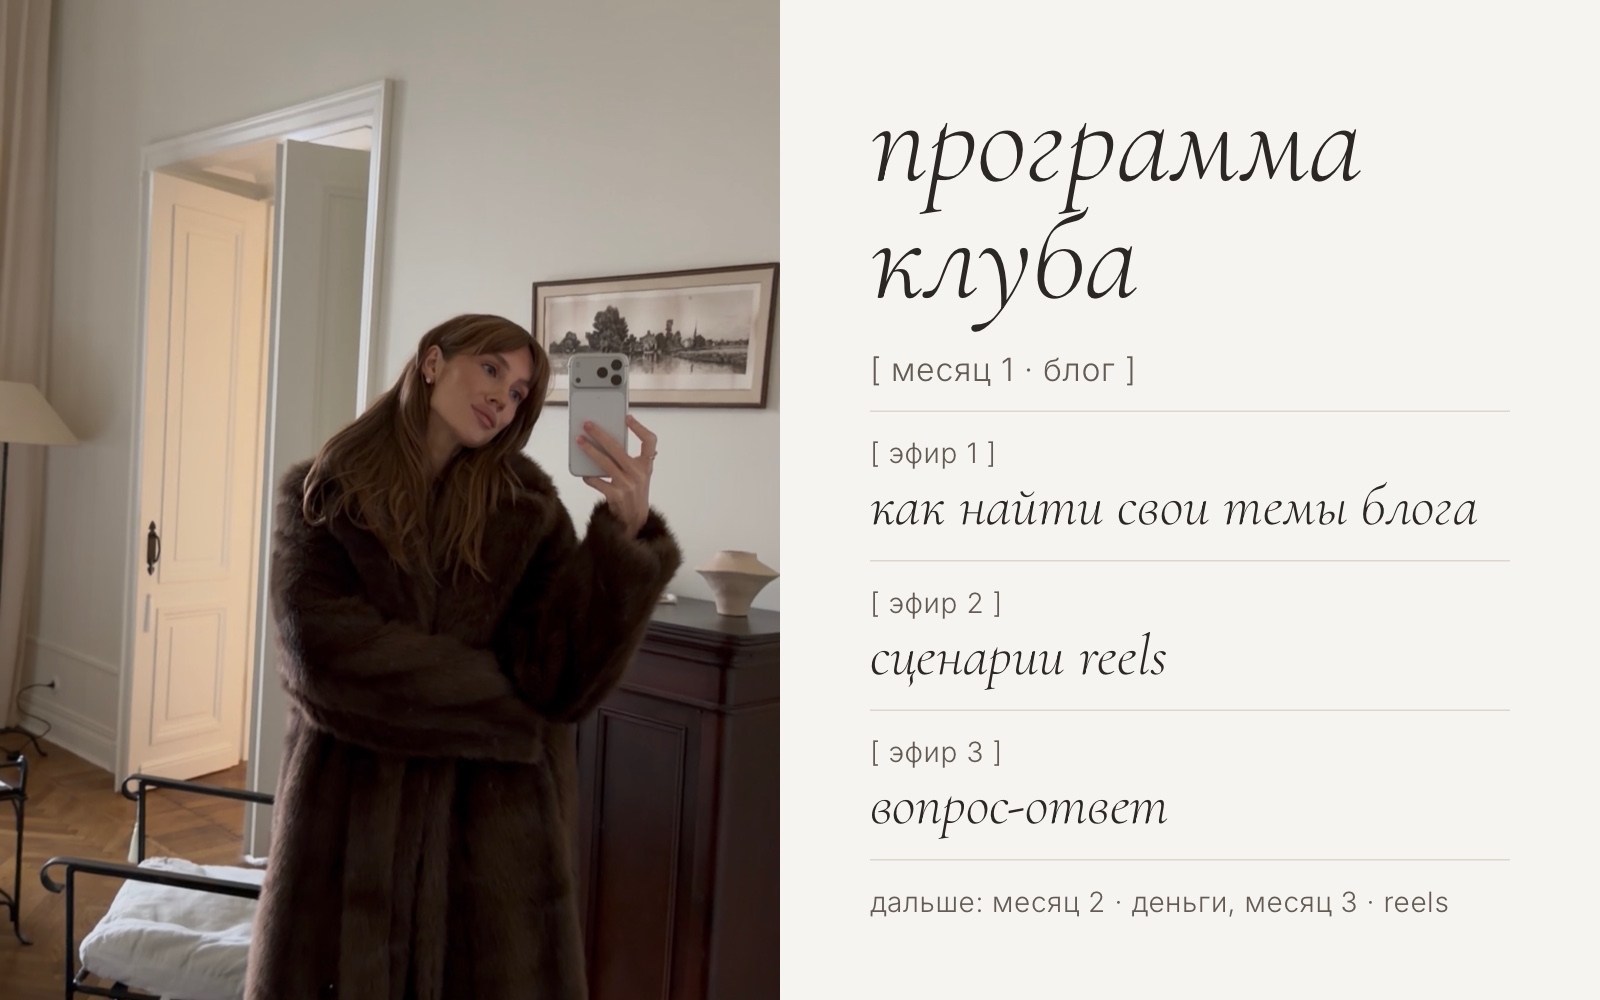 программа
клуба
[ месяц 1 · блог ]
[ эфир 1 ]
как найти свои темы блога
[ эфир 2 ]
сценарии reels
[ эфир 3 ]
вопрос-ответ
дальше: месяц 2 · деньги, месяц 3 · reels